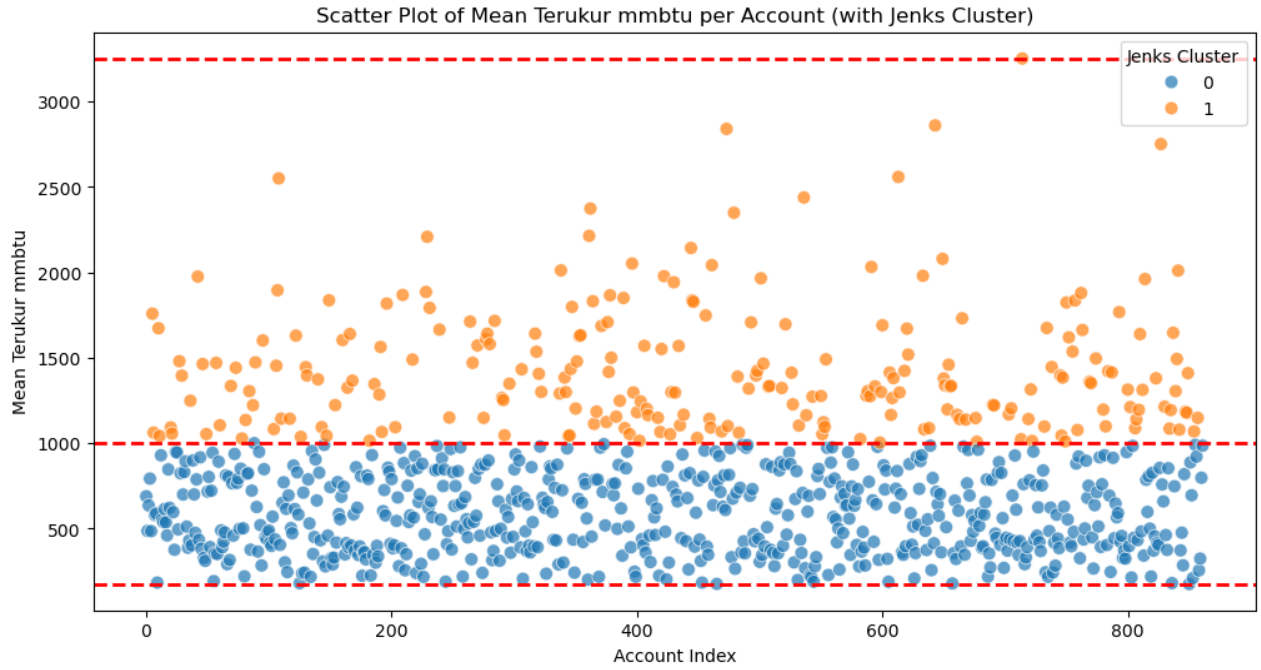 Scatter Plot of Mean Terukur mmbtu per Account (with Jenks Cluster)
Jenks Cluster
0
1
3000
2500
2000
1500
1000
500
Mean Terukur mmbtu
0 200 400 600 800
Account Index